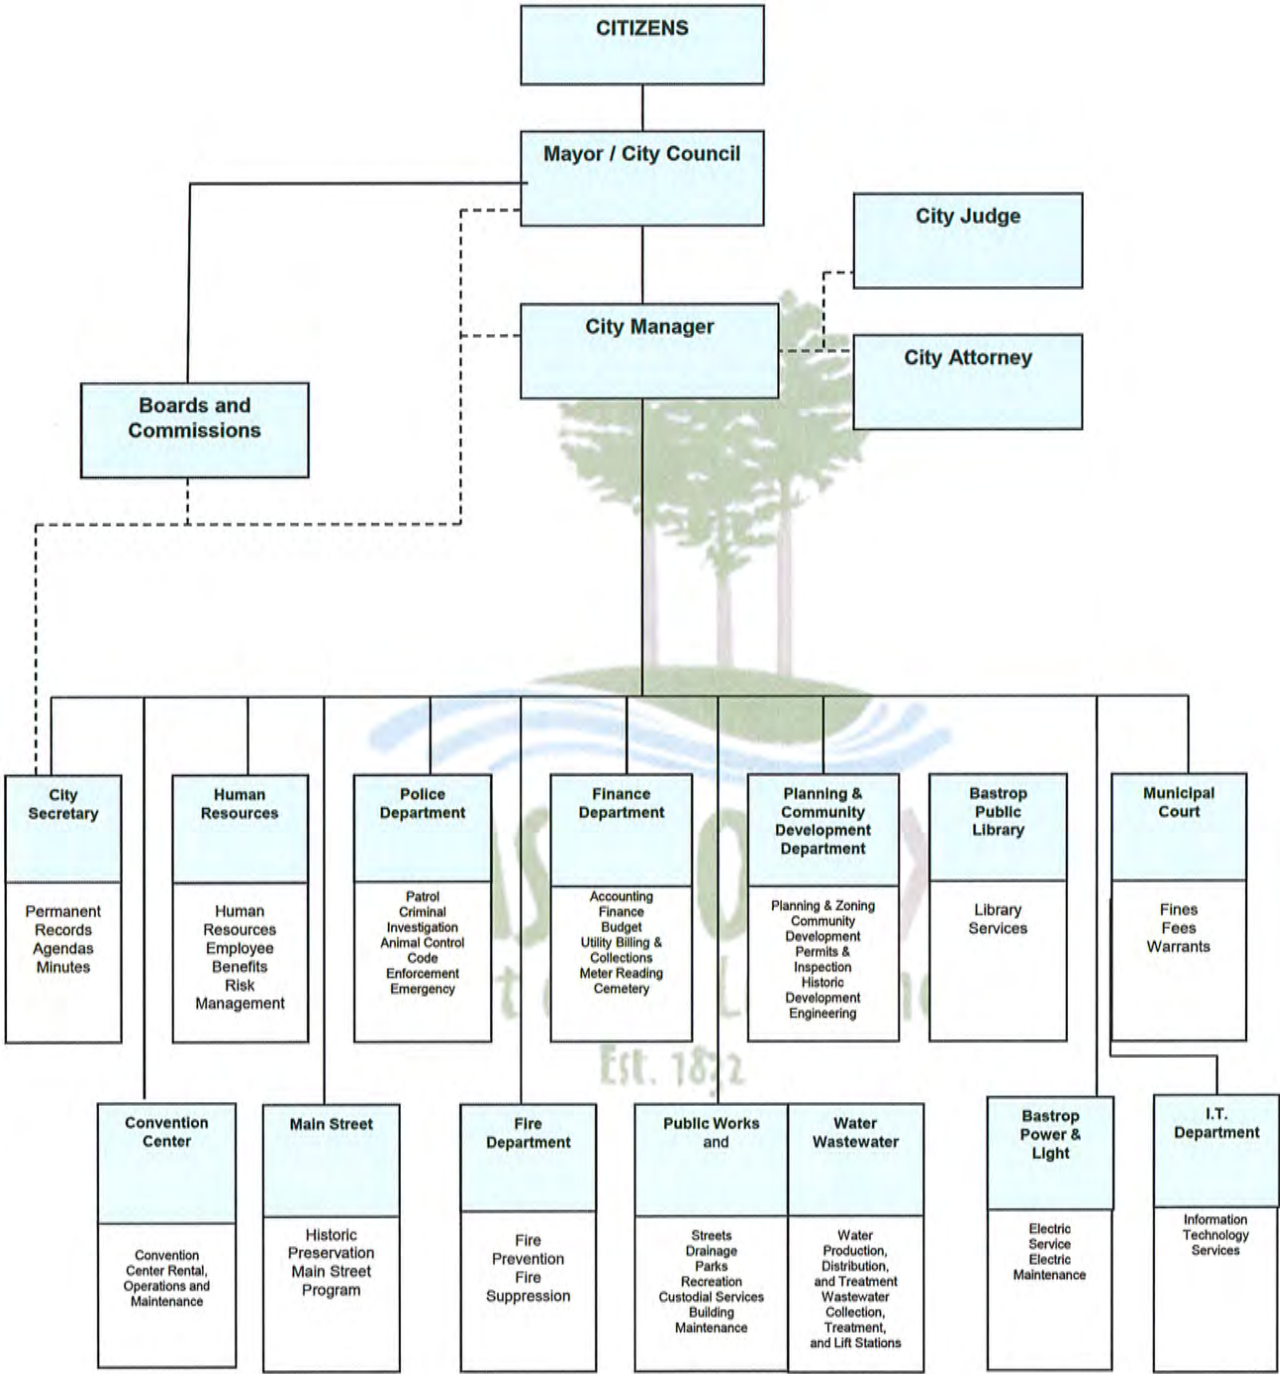 CITIZENS
Mayor / City Council
City Judge
City Manager
City Attorney
Boards and
Commissions
City
Secretary
Permanent
Records
Agendas
Minutes
Human
Resources
Human
Resources
Employee
Benefits
Risk
Management
Police
Department
Patrol
Criminal
Investigation
Animal Control
Code
Enforcement
Emergency
Finance
Department
Accounting
Finance
Budget
Utility Billing &
Collections
Meter Reading
Cemetery
Planning &
Community
Development
Department
Planning & Zoning
Community
Development
Permits &
Inspection
Historic
Development
Engineering
Bastrop
Public
Library
Library
Services
Municipal
Court
Fines
Fees
Warrants
Est. 1832
Convention
Center
Convention
Center Rental,
Operations and
Maintenance
Main Street
Historic
Preservation
Main Street
Program
Fire
Department
Fire
Prevention
Fire
Suppression
Public Works
and
Streets
Drainage
Parks
Recreation
Custodial Services
Building
Maintenance
Water
Wastewater
Water
Production,
Distribution,
and Treatment
Wastewater
Collection,
Treatment,
and Lift Stations
Bastrop
Power &
Light
Electric
Service
Electric
Maintenance
I.T.
Department
Information
Technology
Services